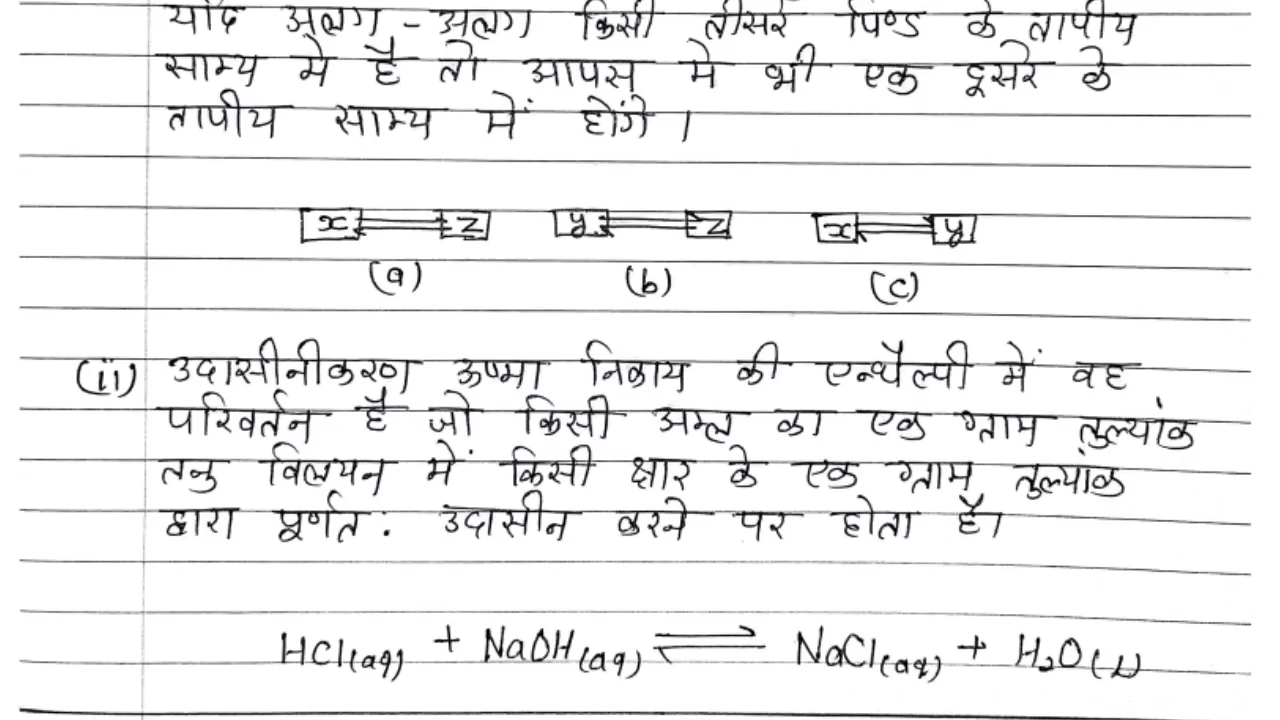 यदि अलग - अलग किसी तीसरे पिण्ड के तापीय
साम्य मे है तो आपस मे भी एक दूसरे के
तापीय साम्य में होंगे ।
x z y z x y
(a) (b) (c)
(ii) उदासीनीकरण ऊष्मा निकाय की एन्थैल्पी में वह
परिवर्तन है जो किसी अम्ल का एक ग्राम तुल्यांक
तनु विलयन में किसी क्षार के एक ग्राम तुल्यांक
द्वारा पूर्णत: उदासीन करने पर होता है।
HCl(aq) + NaOH(aq) ⇌ NaCl(aq) + H₂O(l)